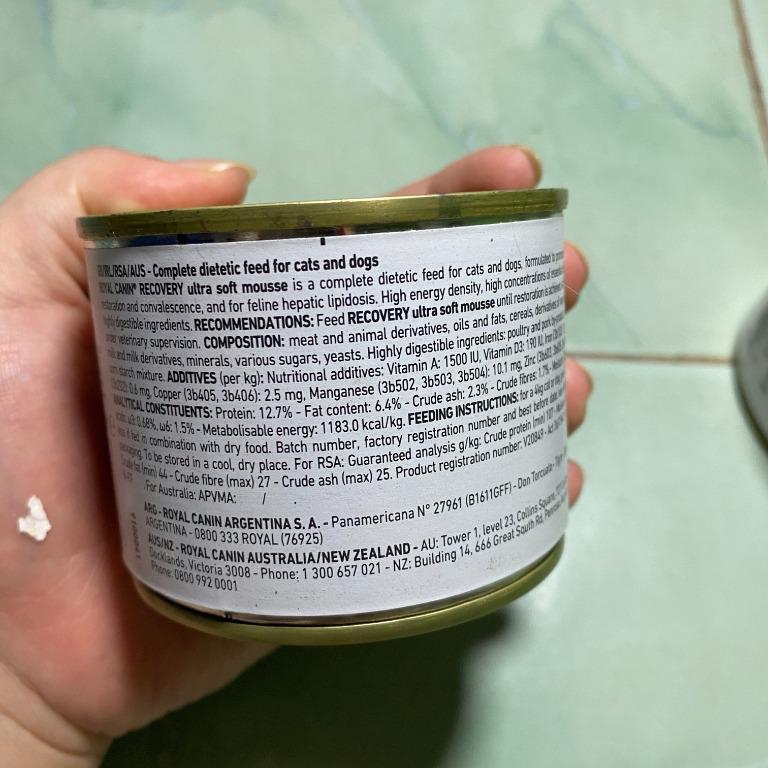 /IRL/RSA/AUS - Complete dietetic feed for cats and dogs
ROYAL CANIN® RECOVERY ultra soft mousse is a complete dietetic feed for cats and dogs, formulated to
restoration and convalescence, and for feline hepatic lipidosis. High energy density, high concentrations of
highly digestible ingredients. RECOMMENDATIONS: Feed RECOVERY ultra soft mousse until restoration is
under veterinary supervision. COMPOSITION: meat and animal derivatives, oils and fats, cereals, derivatives of
milk and milk derivatives, minerals, various sugars, yeasts. Highly digestible ingredients: poultry and pork
corn starch mixture. ADDITIVES (per kg): Nutritional additives: Vitamin A: 1500 IU, Vitamin D3: 190 IU, Iron
0.6 mg, Copper (3b405, 3b406): 2.5 mg, Manganese (3b502, 3b503, 3b504): 10.1 mg, Zinc
ANALYTICAL CONSTITUENTS: Protein: 12.7% - Fat content: 6.4% - Crude ash: 2.3% - Crude fibres: 1.7% -
ω3: 0.68%, ω6: 1.5% - Metabolisable energy: 1183.0 kcal/kg. FEEDING INSTRUCTIONS: for a 4kg cat
if fed in combination with dry food. Batch number, factory registration number and best before date:
packaging. To be stored in a cool, dry place. For RSA: Guaranteed analysis g/kg: Crude protein (min) 107 -
Crude fat (min) 44 - Crude fibre (max) 27 - Crude ash (max) 25. Product registration number: V20849 - Act
For Australia: APVMA: /
ARG - ROYAL CANIN ARGENTINA S. A. - Panamericana N° 27961 (B1611GFF) - Don Torcuato -
ARGENTINA - 0800 333 ROYAL (76925)
AUS/NZ - ROYAL CANIN AUSTRALIA/NEW ZEALAND - AU: Tower 1, level 23, Collins Square,
Docklands, Victoria 3008 - Phone: 1 300 657 021 - NZ: Building 14, 666 Great South Rd,
Phone: 0800 992 0001